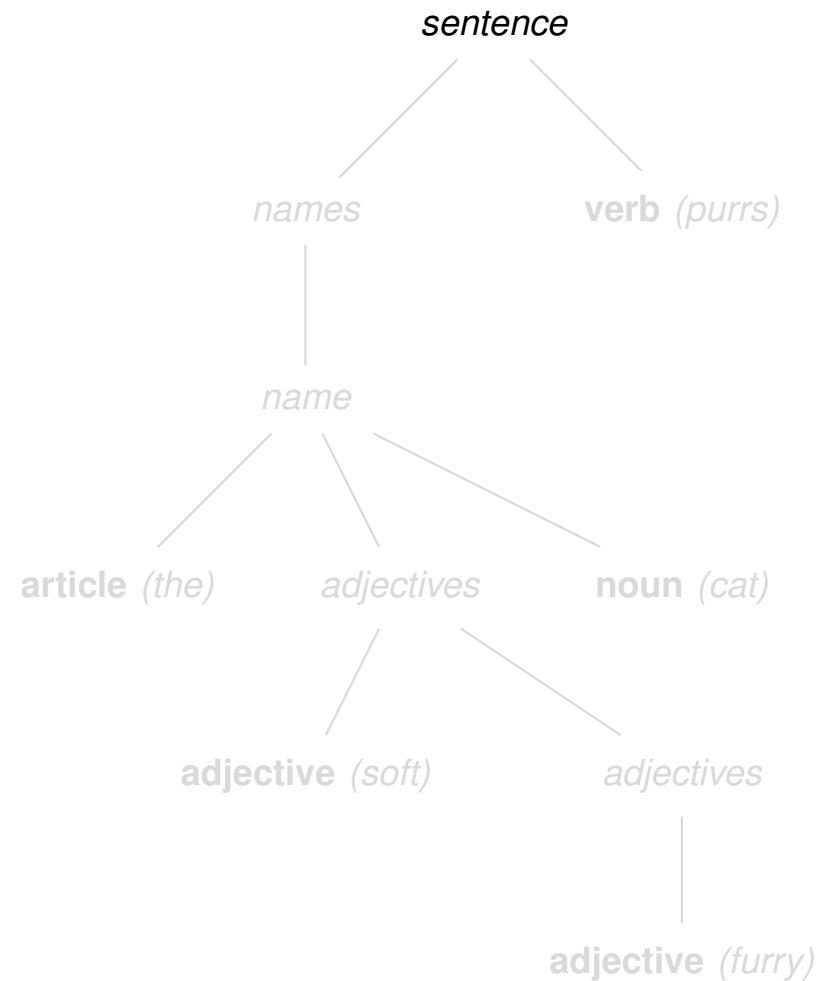 sentence
names verb (purrs)
name
article (the) adjectives noun (cat)
adjective (soft) adjectives
adjective (furry)